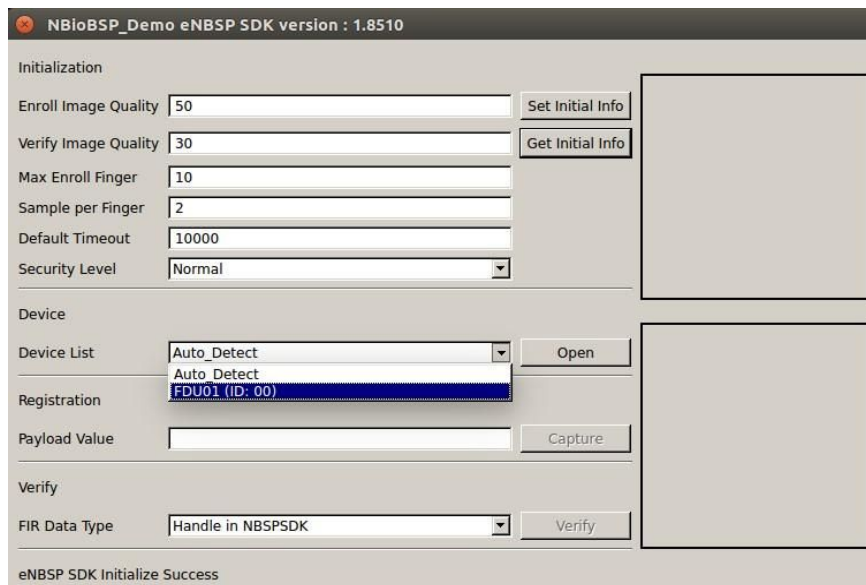 NBioBSP_Demo eNBSP SDK version : 1.8510
Initialization
Enroll Image Quality 50 Set Initial Info
Verify Image Quality 30 Get Initial Info
Max Enroll Finger 10
Sample per Finger 2
Default Timeout 10000
Security Level Normal
Device
Device List Auto_Detect Open
Auto_Detect
FDU01 (ID: 00)
Registration
Payload Value Capture
Verify
FIR Data Type Handle in NBSPSDK Verify
eNBSP SDK Initialize Success